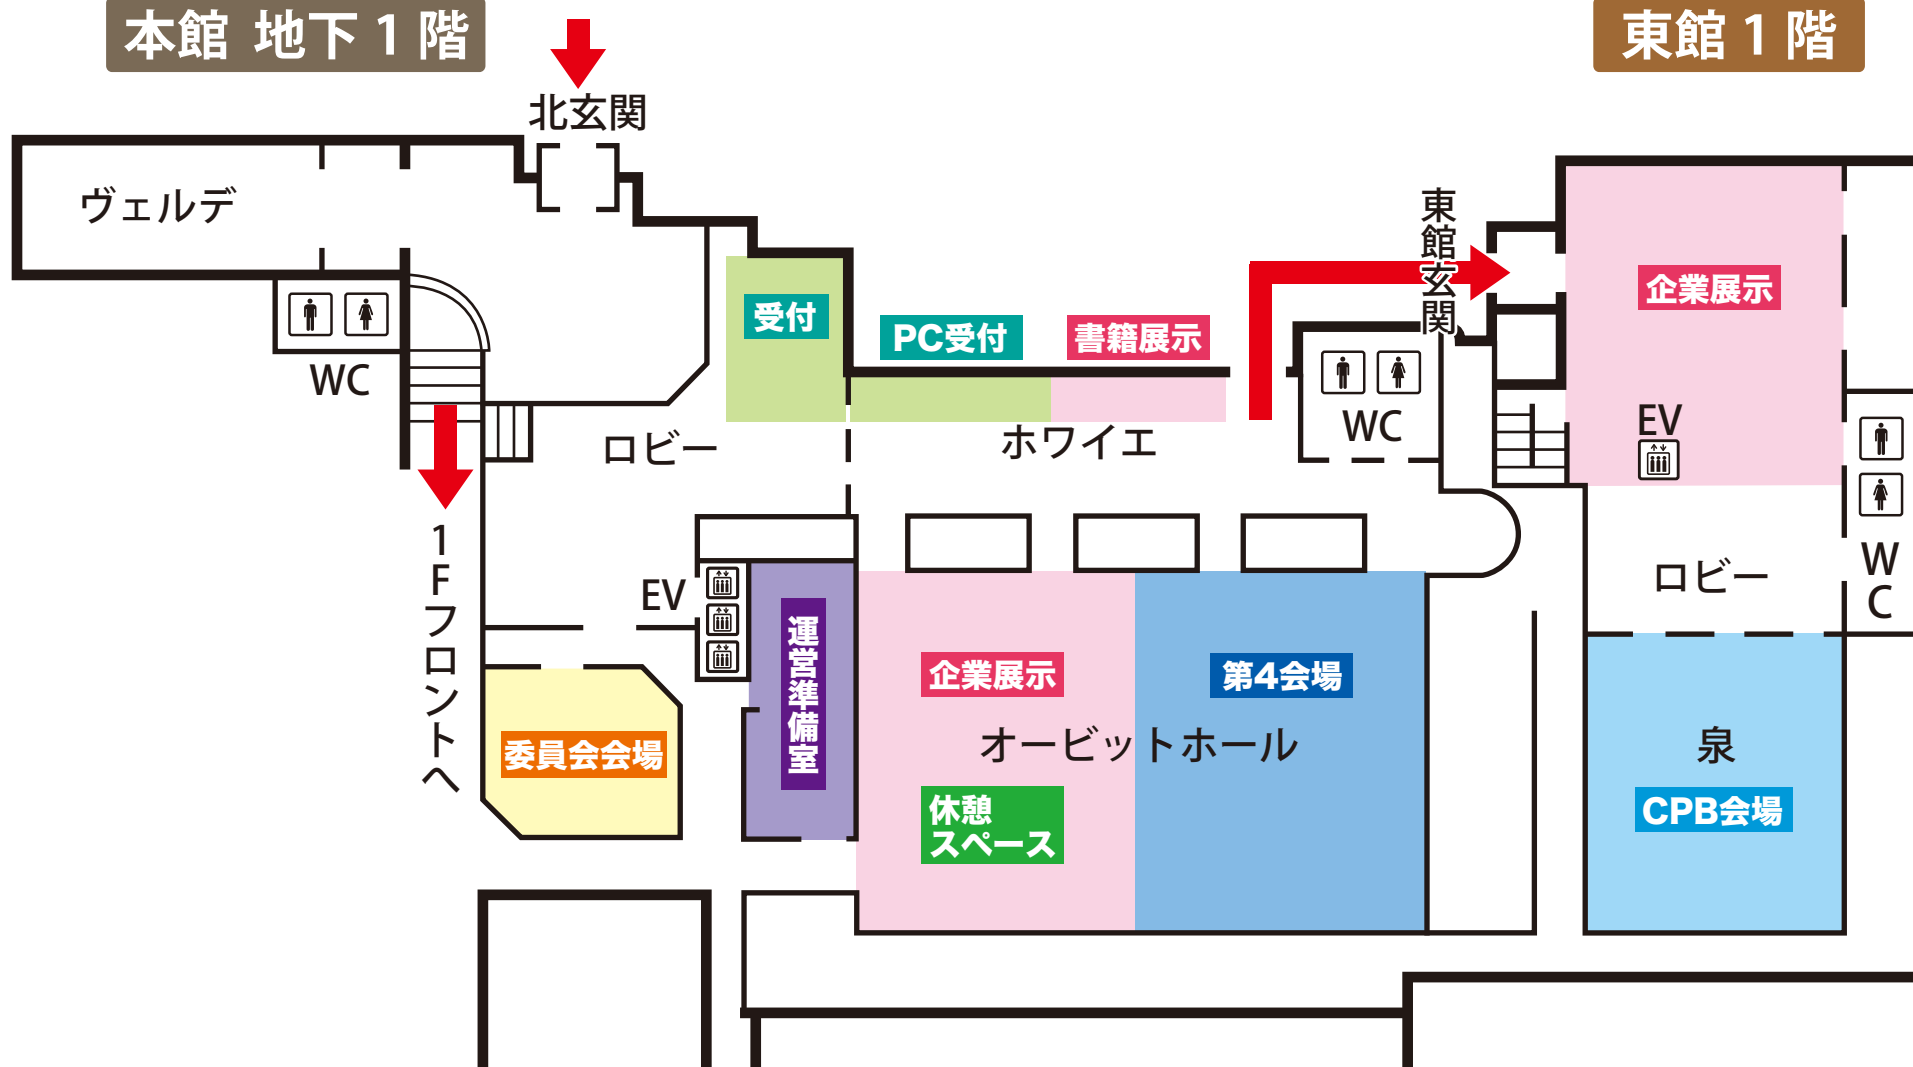 本館 地下1階
東館1階
北玄関
ヴェルデ
東館玄関
企業展示
受付
PC受付
書籍展示
WC
WC
EV
ロビー
ホワイエ
1Fフロントへ
EV
ロビー
WC
運営準備室
企業展示
第4会場
委員会会場
オービットホール
泉
休憩
スペース
CPB会場